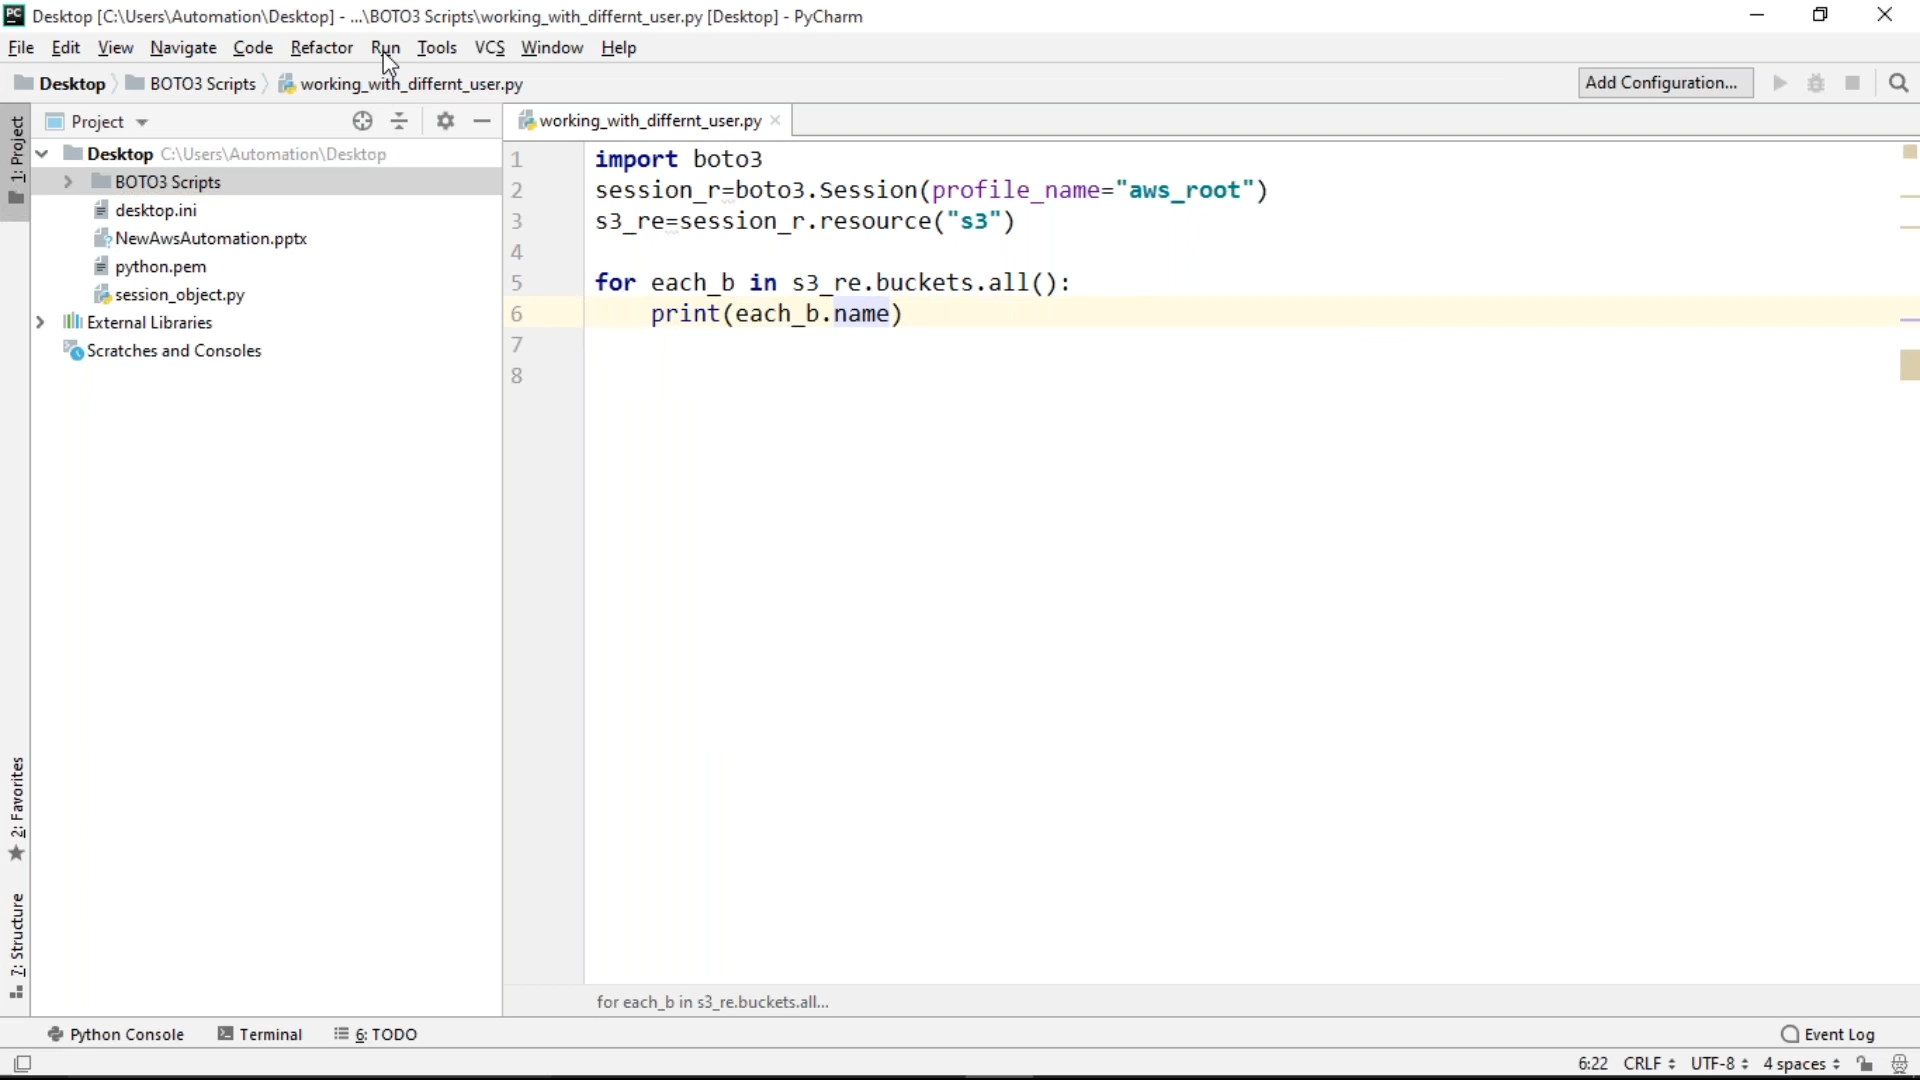 Desktop [C:\Users\Automation\Desktop] - ...\BOTO3 Scripts\working_with_differnt_user.py [Desktop] - PyCharm
File Edit View Navigate Code Refactor Run Tools VCS Window Help
Desktop BOTO3 Scripts working_with_differnt_user.py Add Configuration...
1: Project
Project
working_with_differnt_user.py
Desktop C:\Users\Automation\Desktop
BOTO3 Scripts
desktop.ini
NewAwsAutomation.pptx
python.pem
session_object.py
External Libraries
Scratches and Consoles
1 import boto3
2 session_r=boto3.Session(profile_name="aws_root")
3 s3_re=session_r.resource("s3")
4
5 for each_b in s3_re.buckets.all():
6 print(each_b.name)
7
8
2: Favorites
7: Structure
for each_b in s3_re.buckets.all...
Python Console Terminal 6: TODO Event Log
6:22 CRLF UTF-8 4 spaces